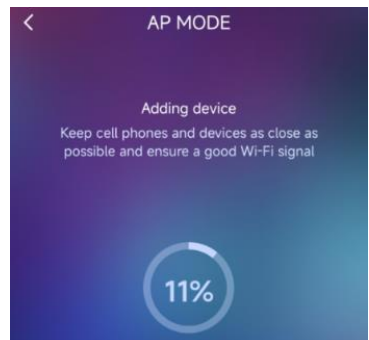 AP MODE
Adding device
Keep cell phones and devices as close as
possible and ensure a good Wi-Fi signal
11%